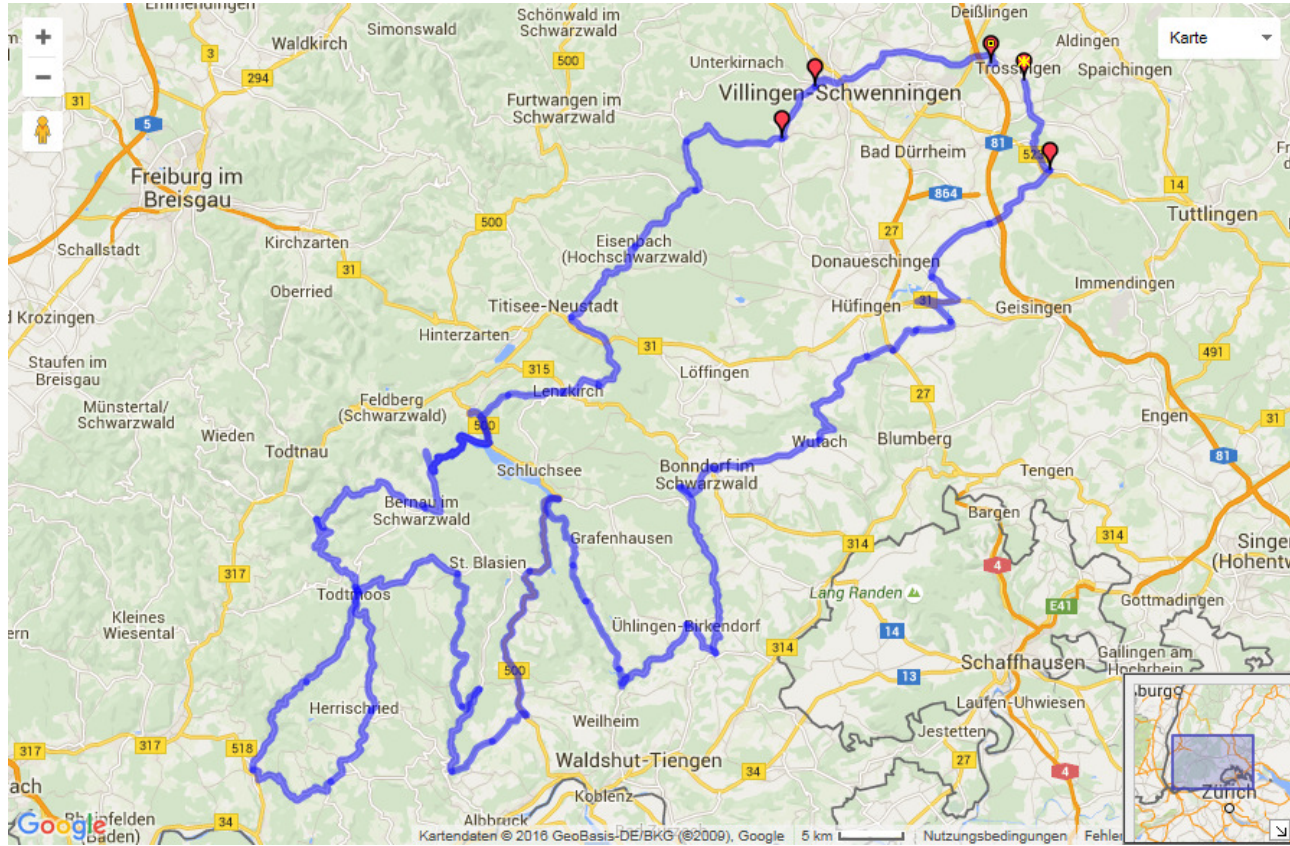 Emmendingen
Schönwald im
Schwarzwald
Deißlingen
Simonswald
Waldkirch
Karte
Aldingen
3
294
500
Unterkirnach
Trossingen
Spaichingen
31
Furtwangen im
Schwarzwald
Villingen-Schwenningen
5
81
523
Bad Dürrheim
Freiburg im
Breisgau
864
14
500
Tuttlingen
Kirchzarten
Schallstadt
31
Eisenbach
(Hochschwarzwald)
27
Donaueschingen
Oberried
Immendingen
d Krozingen
Titisee-Neustadt
Hüfingen
31
Geisingen
Hinterzarten
31
491
Staufen im
Breisgau
315
Löffingen
Lenzkirch
27
Feldberg
(Schwarzwald)
Münstertal/
Schwarzwald
31
Engen
500
Wieden
Wutach
Blumberg
Todtnau
81
Schluchsee
Bonndorf im
Schwarzwald
Tengen
Bernau im
Schwarzwald
Bargen
Grafenhausen
314
314
Singen
(Hohentw
St. Blasien
317
4
Todtmoos
Lang Randen
E41
Gottmadingen
Kleines
Wiesental
Ühlingen-Birkendorf
14
314
Gailingen am
Hochrhein
Schaffhausen
500
13
Herrischried
Laufen-Uhwiesen
Weilheim
Jestetten
317
317
518
Waldshut-Tiengen
34
27
4
Koblenz
Zürich
Rheinfelden
(Baden)
34
Albbruck
Google
Kartendaten © 2016 GeoBasis-DE/BKG (©2009), Google
5 km
Nutzungsbedingungen
Fehler